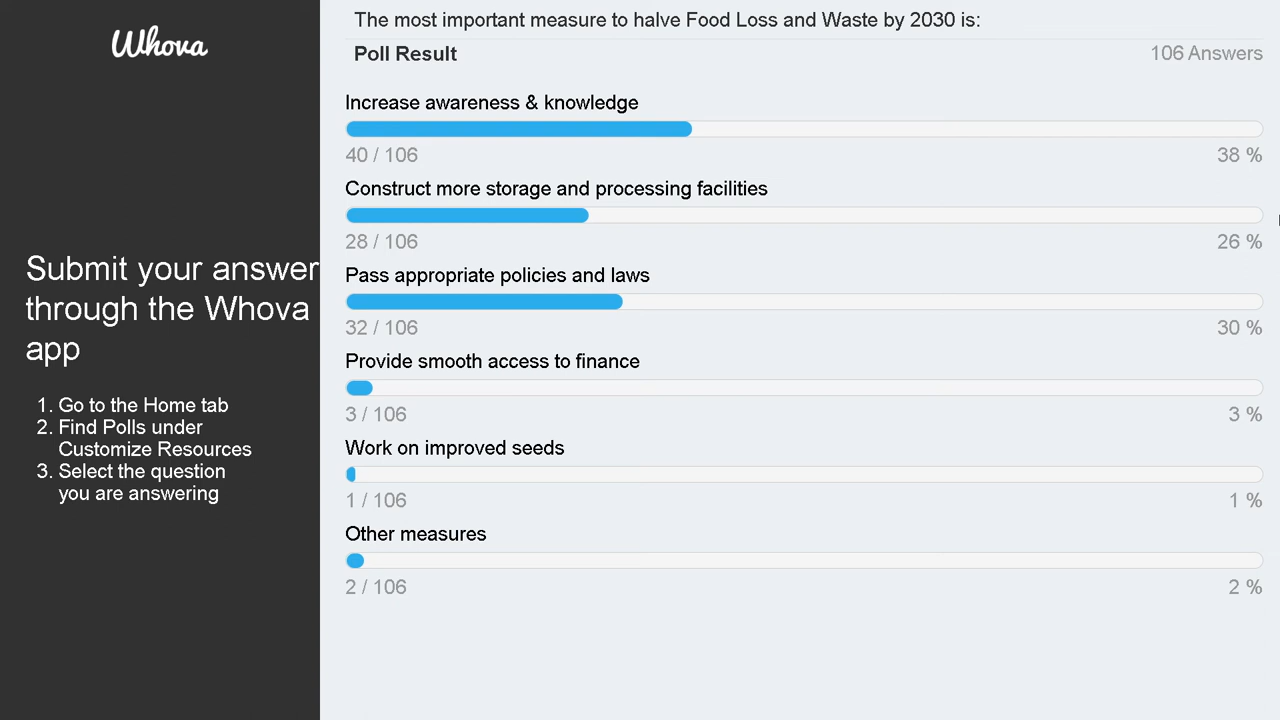 Whova
Submit your answer
through the Whova
app
1. Go to the Home tab
2. Find Polls under
Customize Resources
3. Select the question
you are answering
The most important measure to halve Food Loss and Waste by 2030 is:
Poll Result 106 Answers
Increase awareness & knowledge
40 / 106 38 %
Construct more storage and processing facilities
28 / 106 26 %
Pass appropriate policies and laws
32 / 106 30 %
Provide smooth access to finance
3 / 106 3 %
Work on improved seeds
1 / 106 1 %
Other measures
2 / 106 2 %